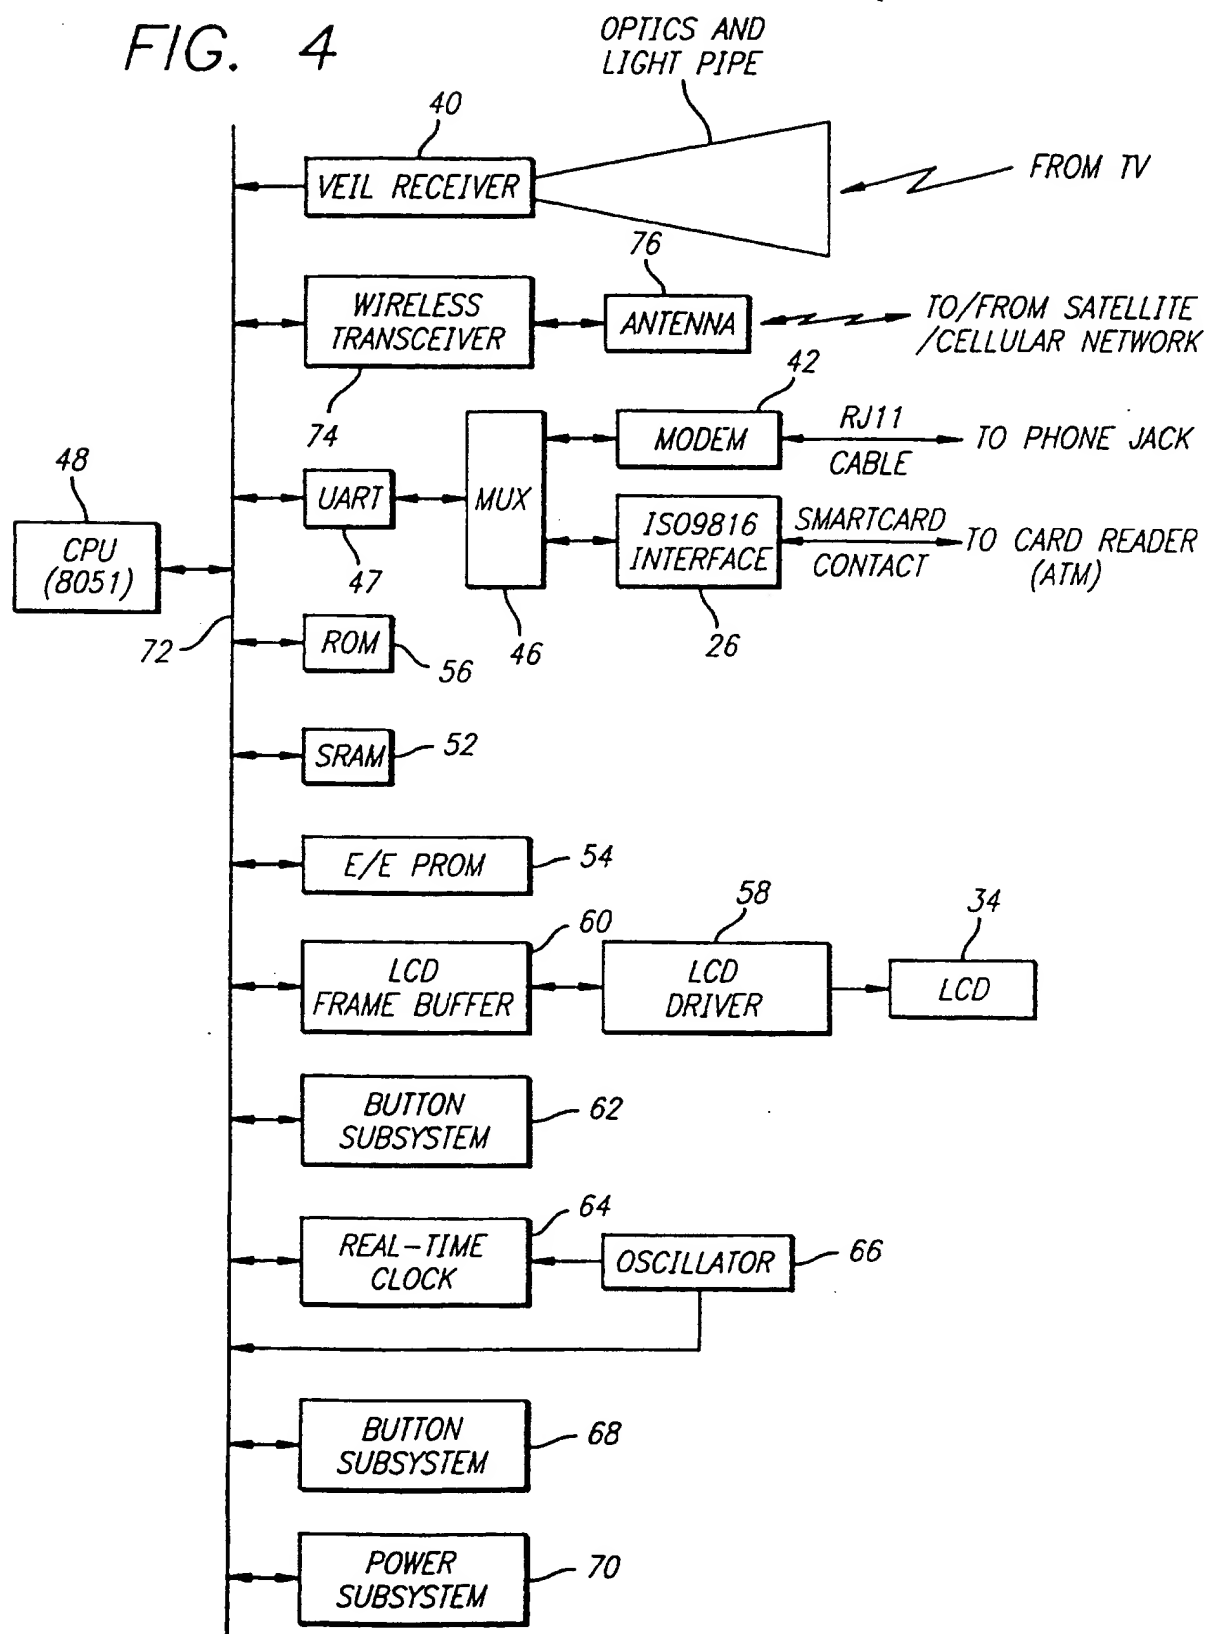 FIG. 4
OPTICS AND
LIGHT PIPE
40
VEIL RECEIVER
FROM TV
76
WIRELESS
TRANSCEIVER
ANTENNA
TO/FROM SATELLITE
/CELLULAR NETWORK
74
42
MODEM
RJ11
CABLE
TO PHONE JACK
48
CPU
(8051)
UART
47
MUX
46
ISO9816
INTERFACE
SMARTCARD
CONTACT
TO CARD READER
(ATM)
26
72
ROM
56
SRAM
52
E/E PROM
54
60
LCD
FRAME BUFFER
58
LCD
DRIVER
34
LCD
BUTTON
SUBSYSTEM
62
64
REAL-TIME
CLOCK
OSCILLATOR
66
BUTTON
SUBSYSTEM
68
POWER
SUBSYSTEM
70